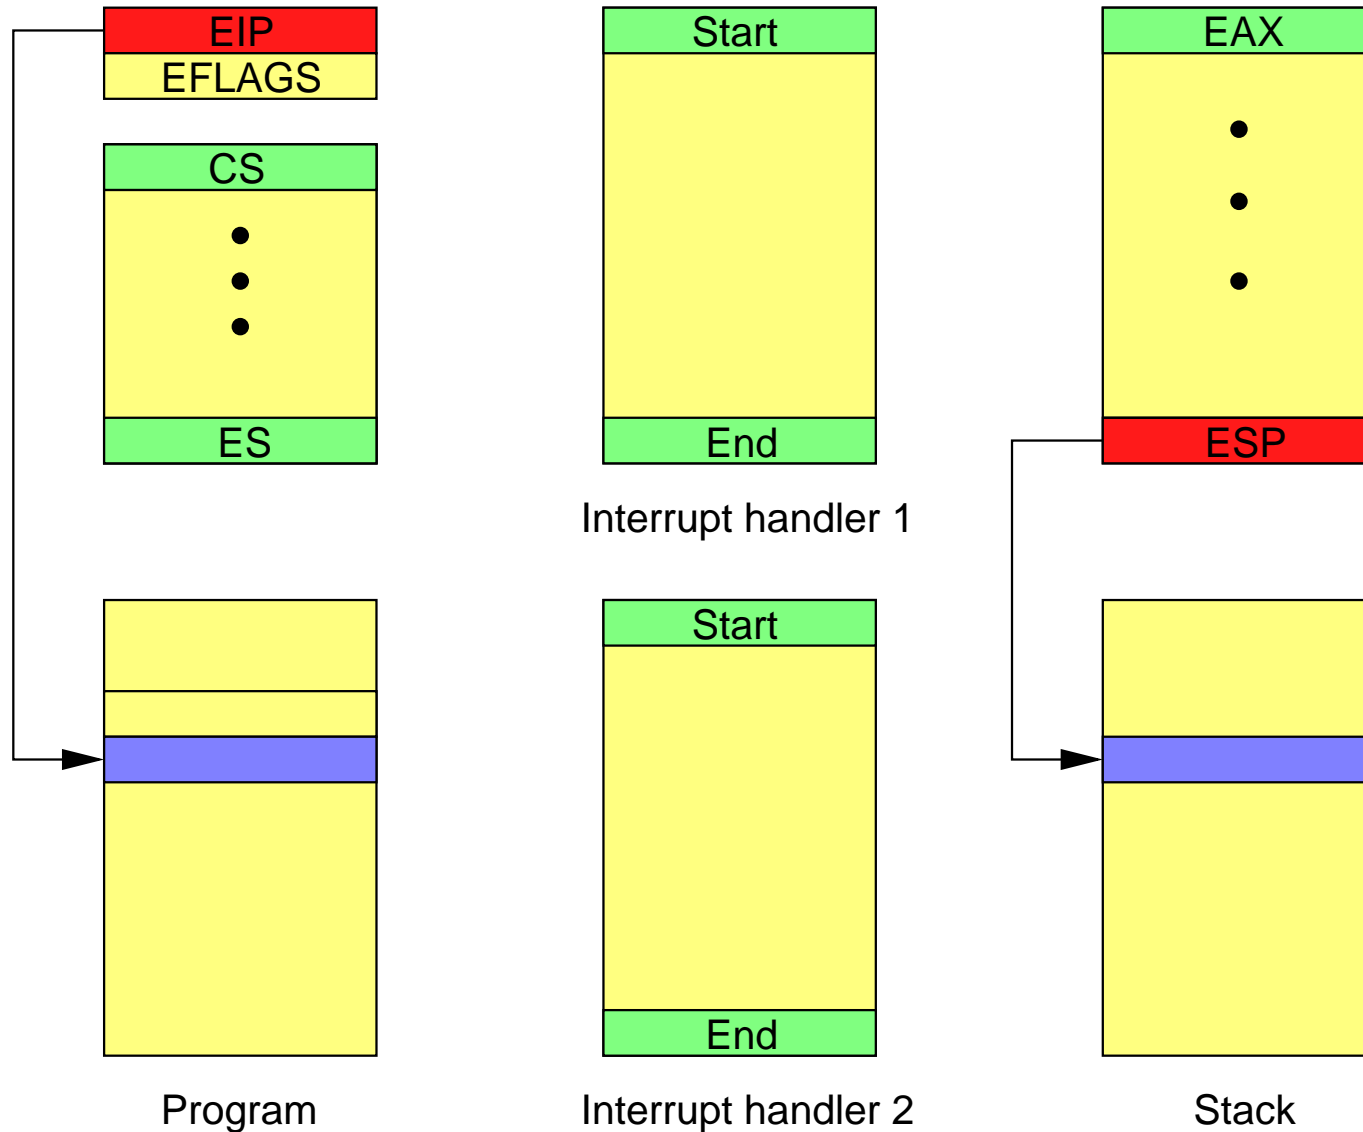 EIP
EFLAGS
CS
ES
Start
End
Interrupt handler 1
EAX
ESP
Program
Start
End
Interrupt handler 2
Stack